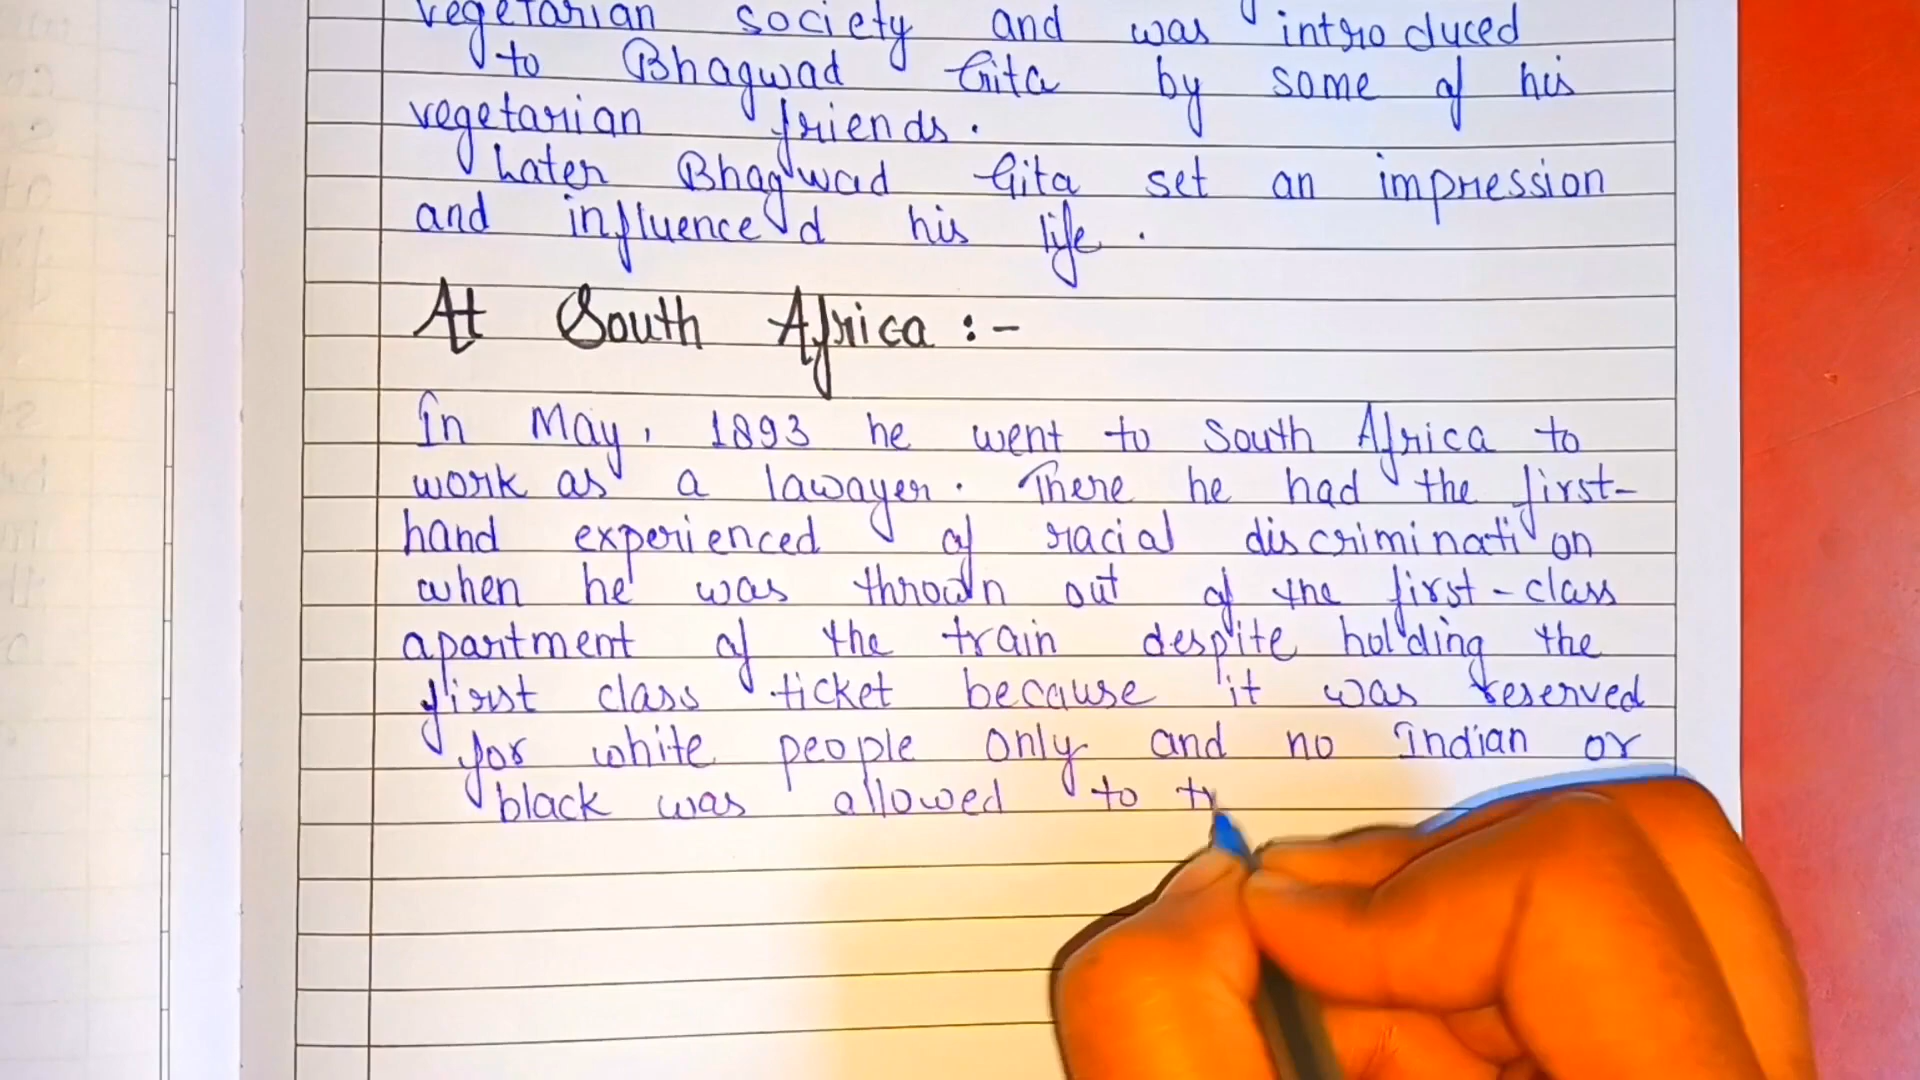 vegetarian society and was introduced
to Bhagwad Gita by some of his
vegetarian friends.
Later Bhagwad Gita set an impression
and influenced his life.
At South Africa :-
In May, 1893 he went to South Africa to
work as a lawayer. There he had the first-
hand experienced of racial discrimination
when he was thrown out of the first-class
apartment of the train despite holding the
first class ticket because it was reserved
for white people only and no Indian or
black was allowed to tr